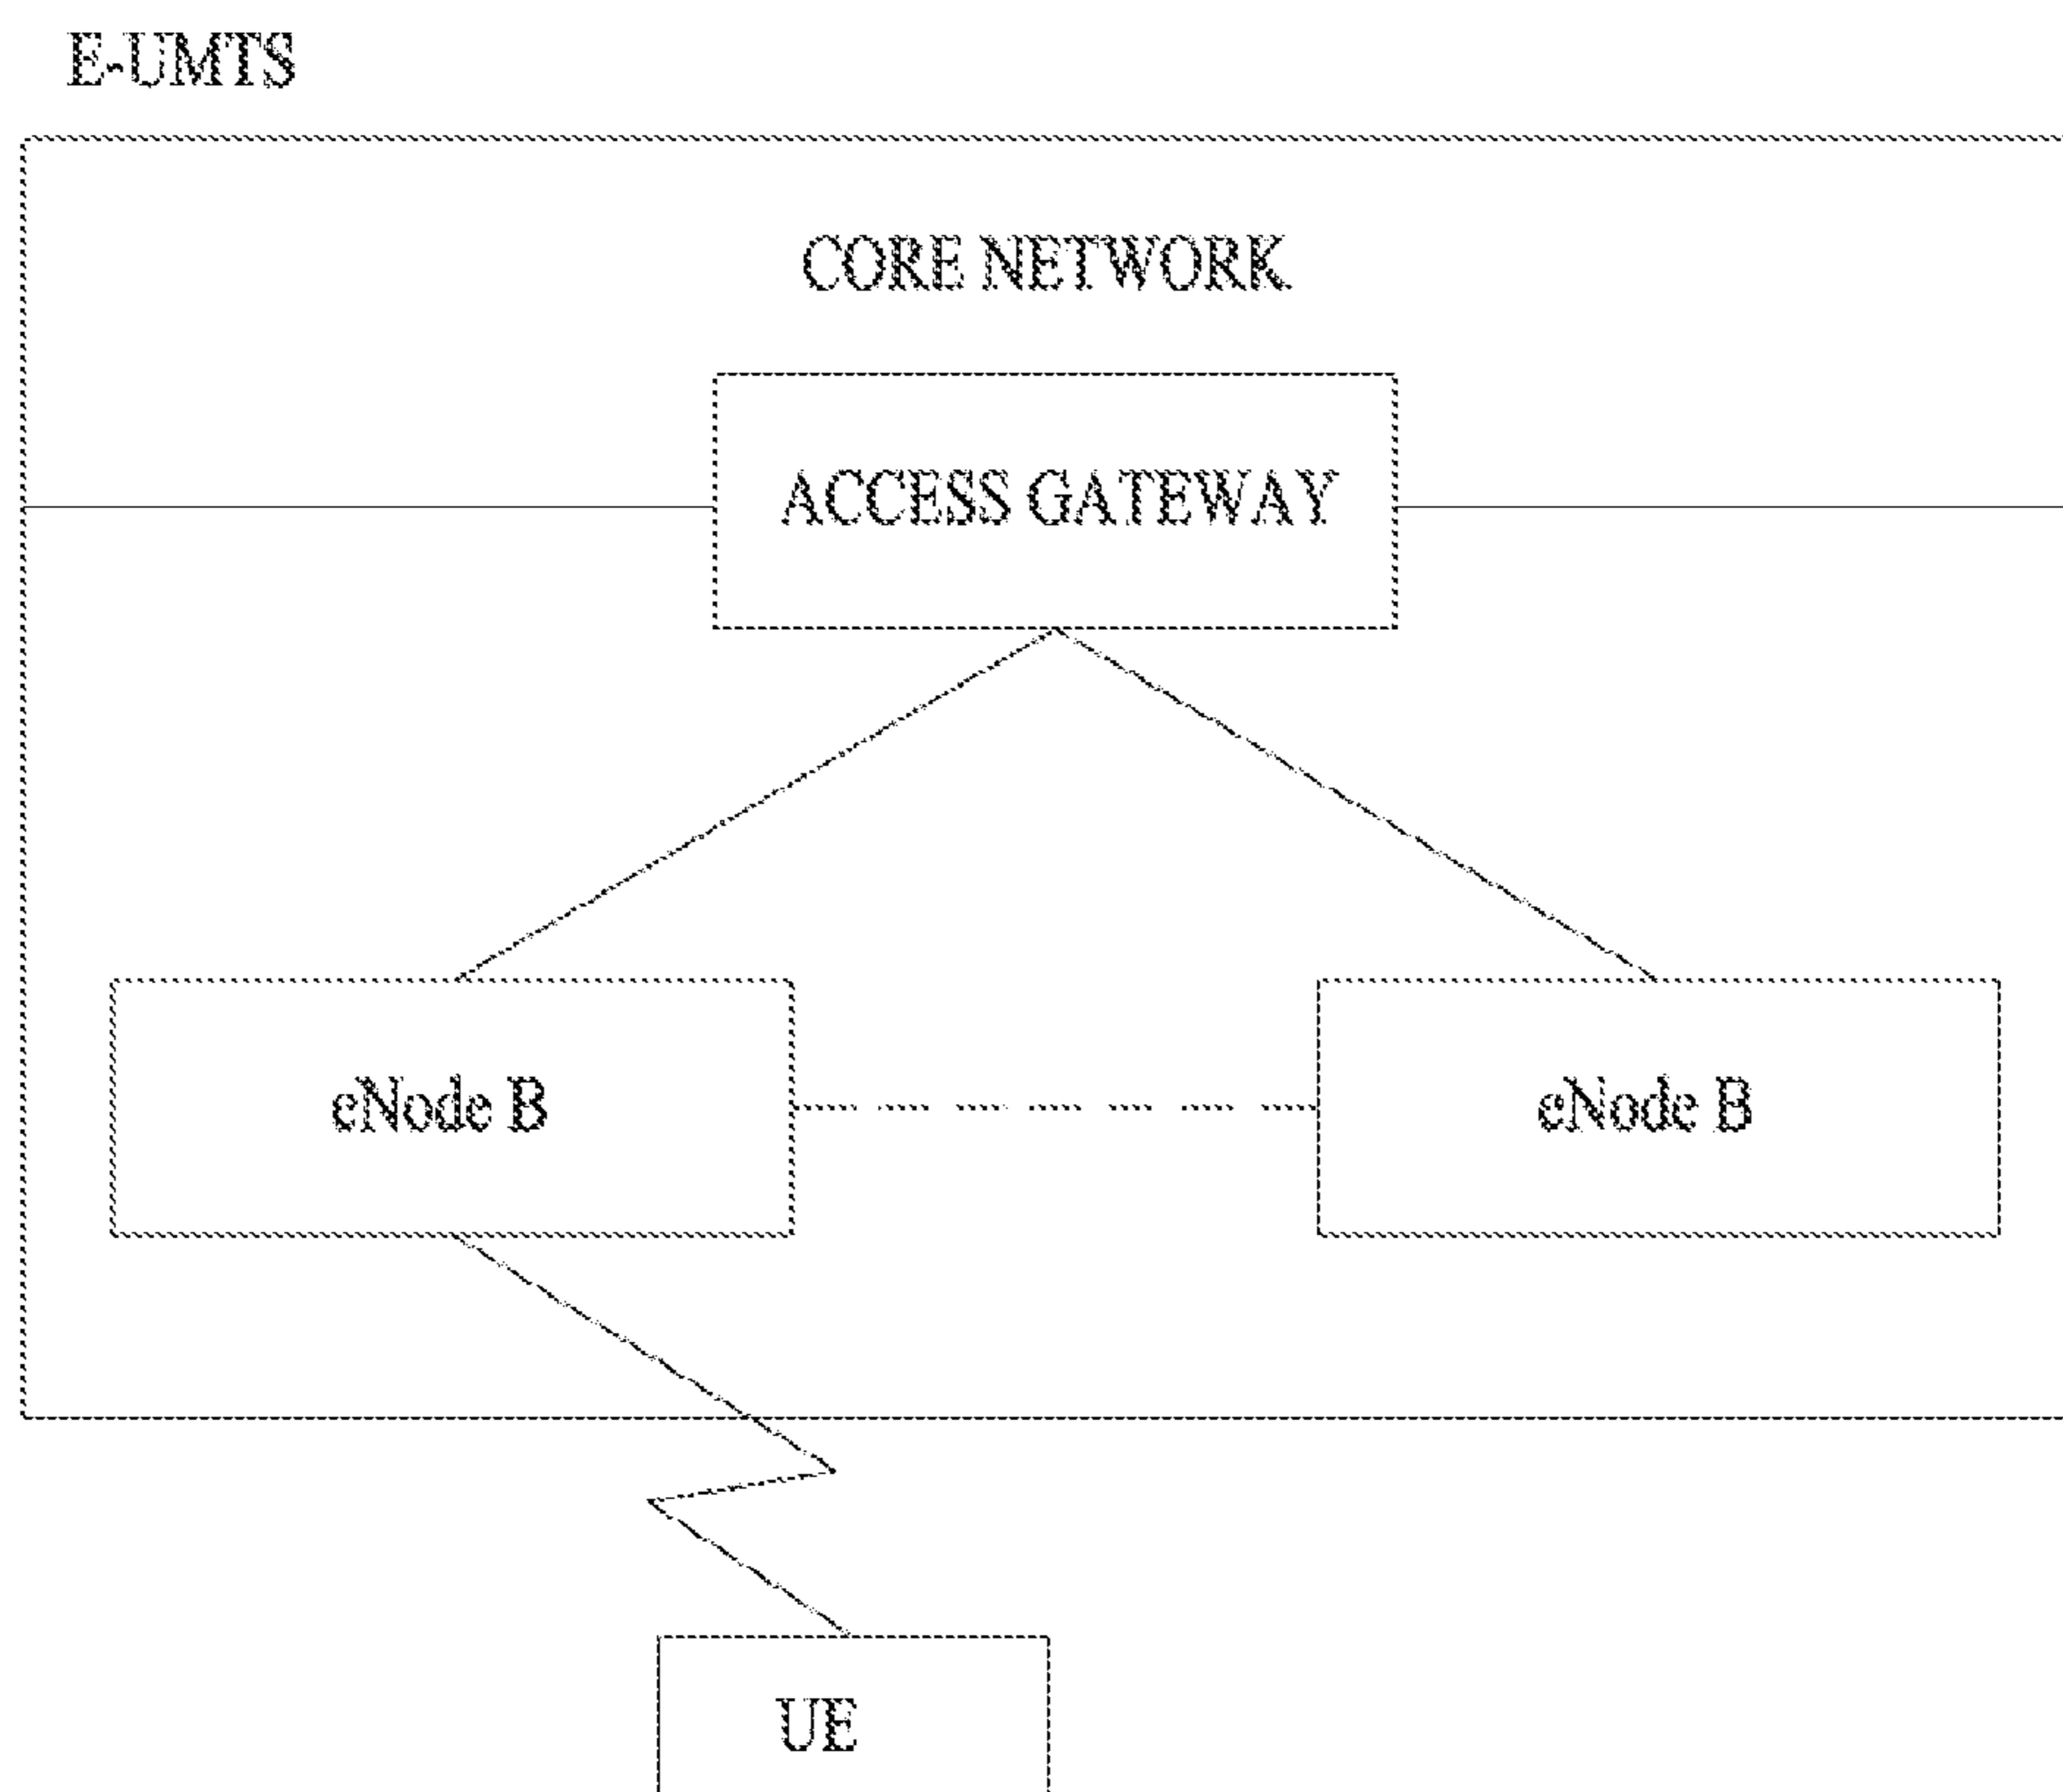 E-UMTS
CORE NETWORK
ACCESS GATEWAY
eNode B
eNode B
UE